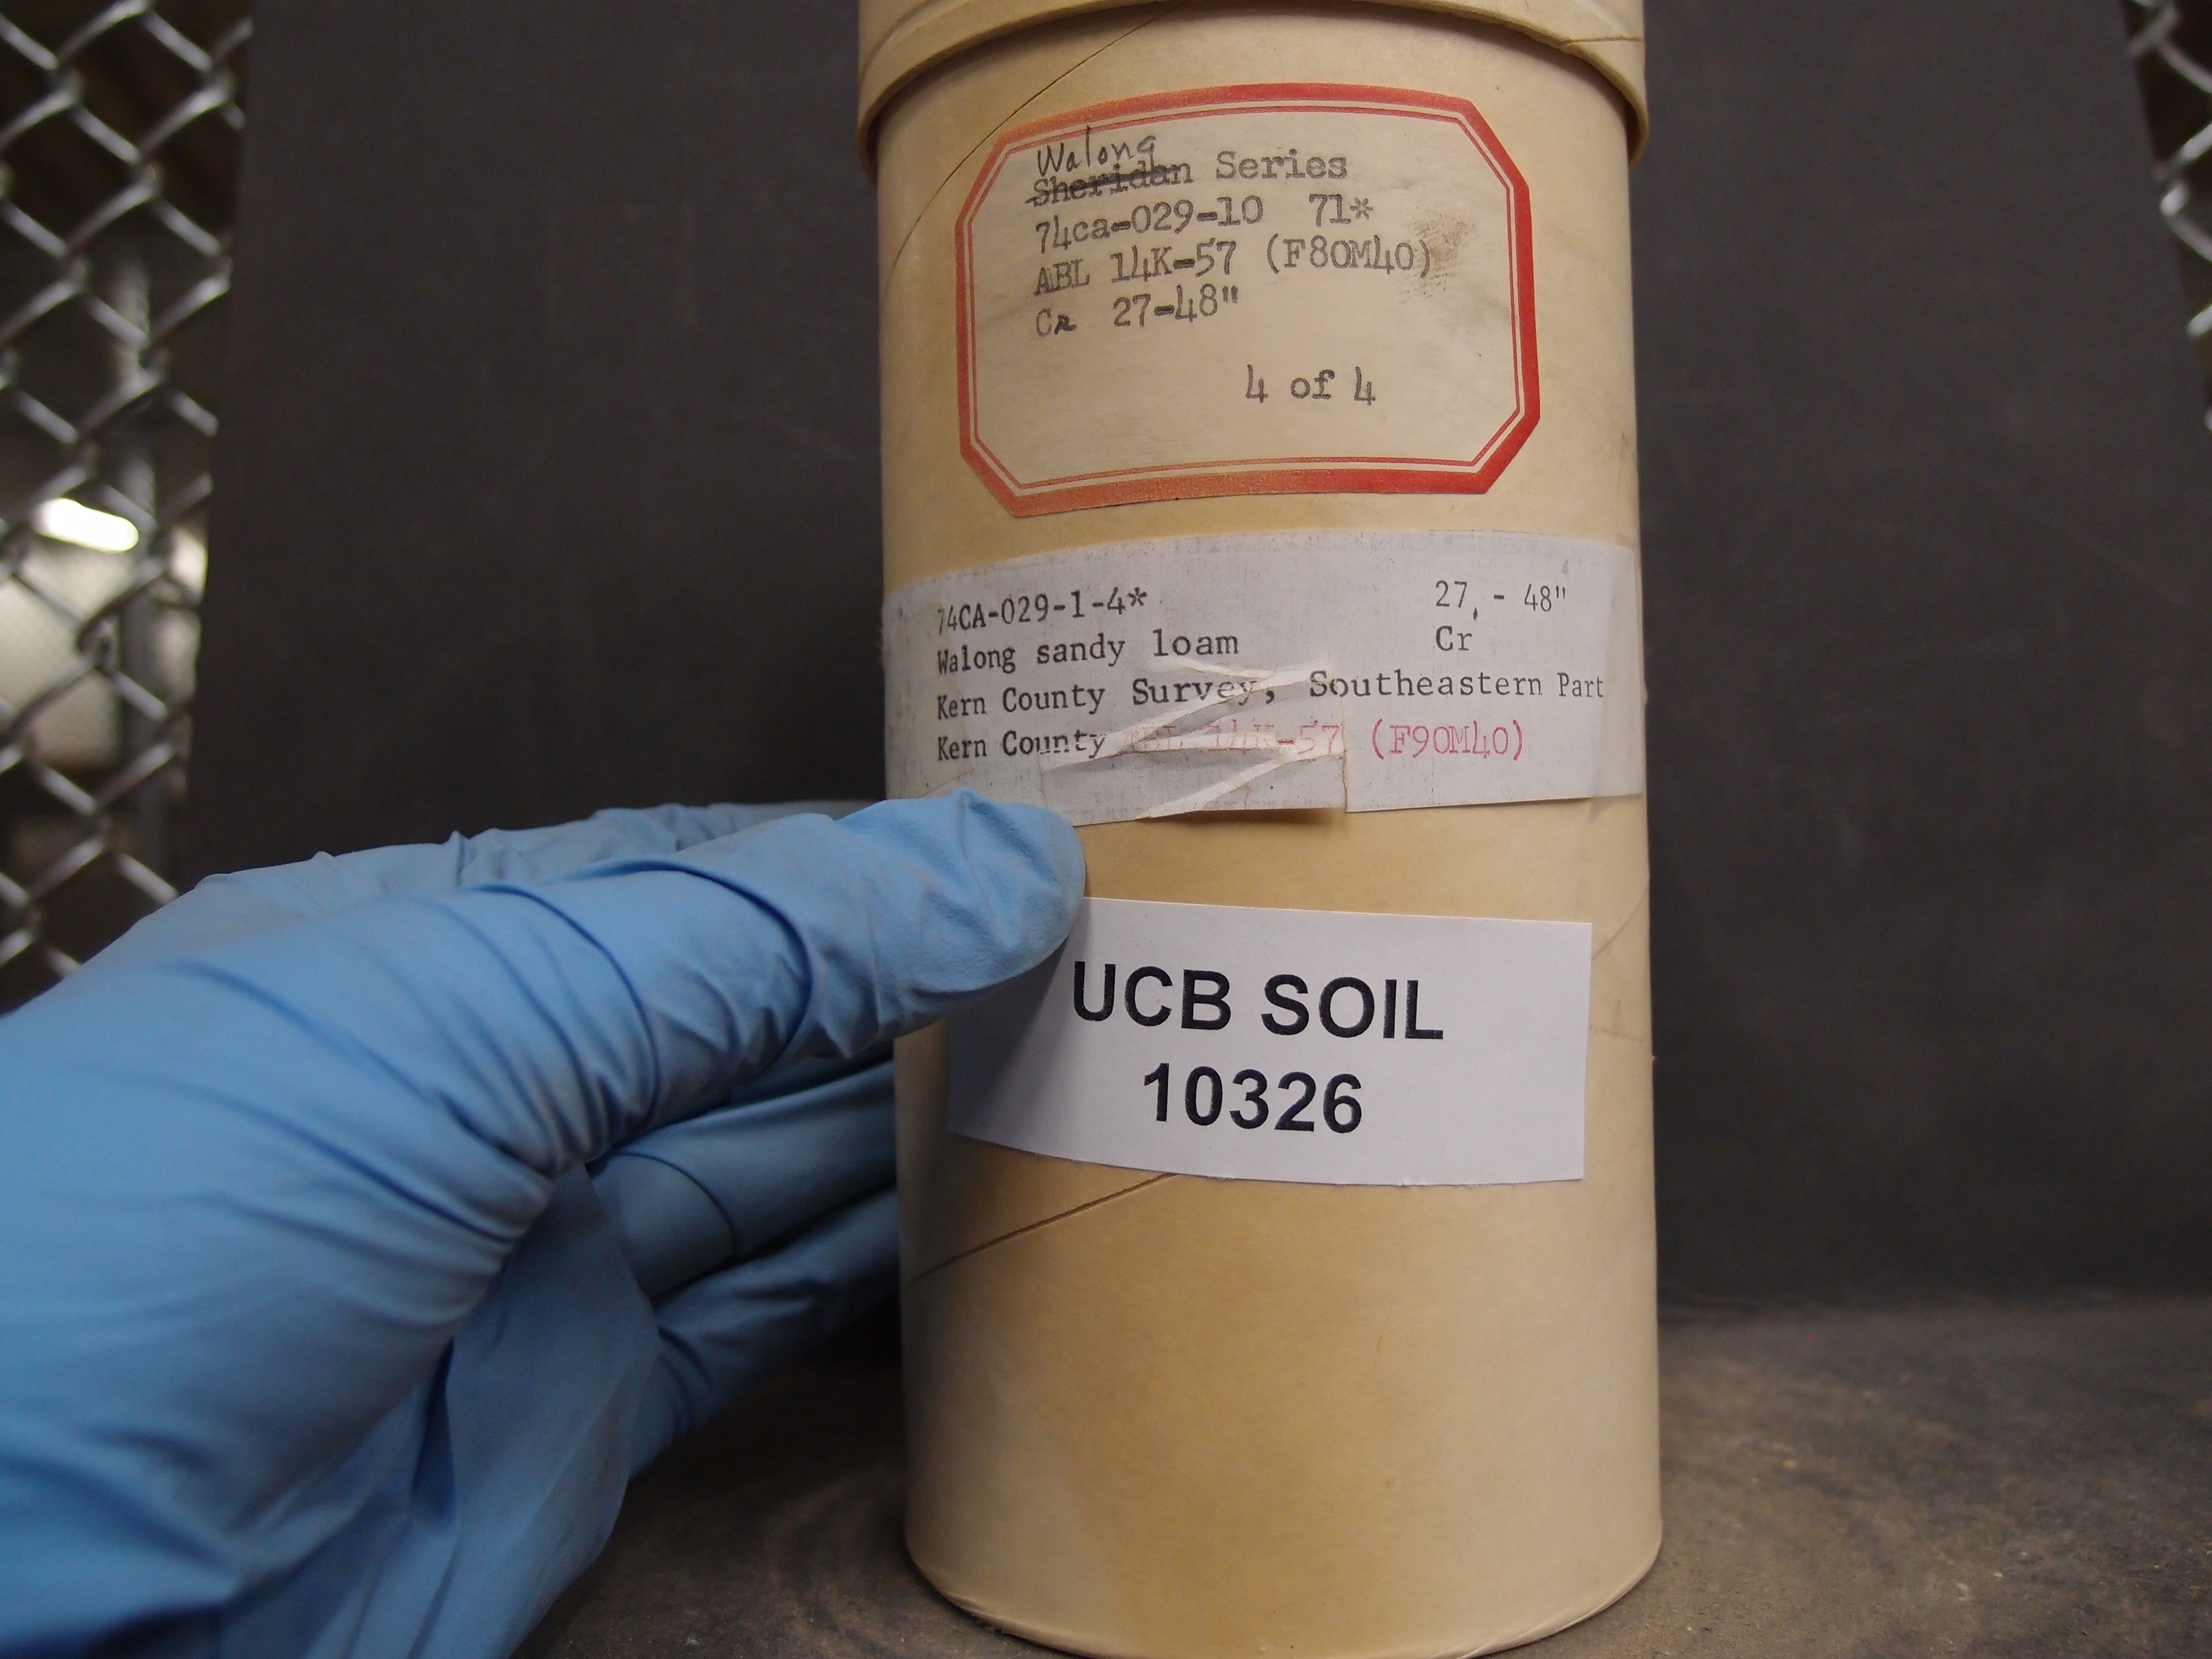 Walong
Sheridan Series
74ca-029-10 71*
ABL 14K-57 (F80M40)
Cr 27-48"
4 of 4
74CA-029-1-4* 27, - 48"
Walong sandy loam Cr
Kern County Survey, Southeastern Part
Kern County ABL 14K-57 (F90M40)
UCB SOIL
10326